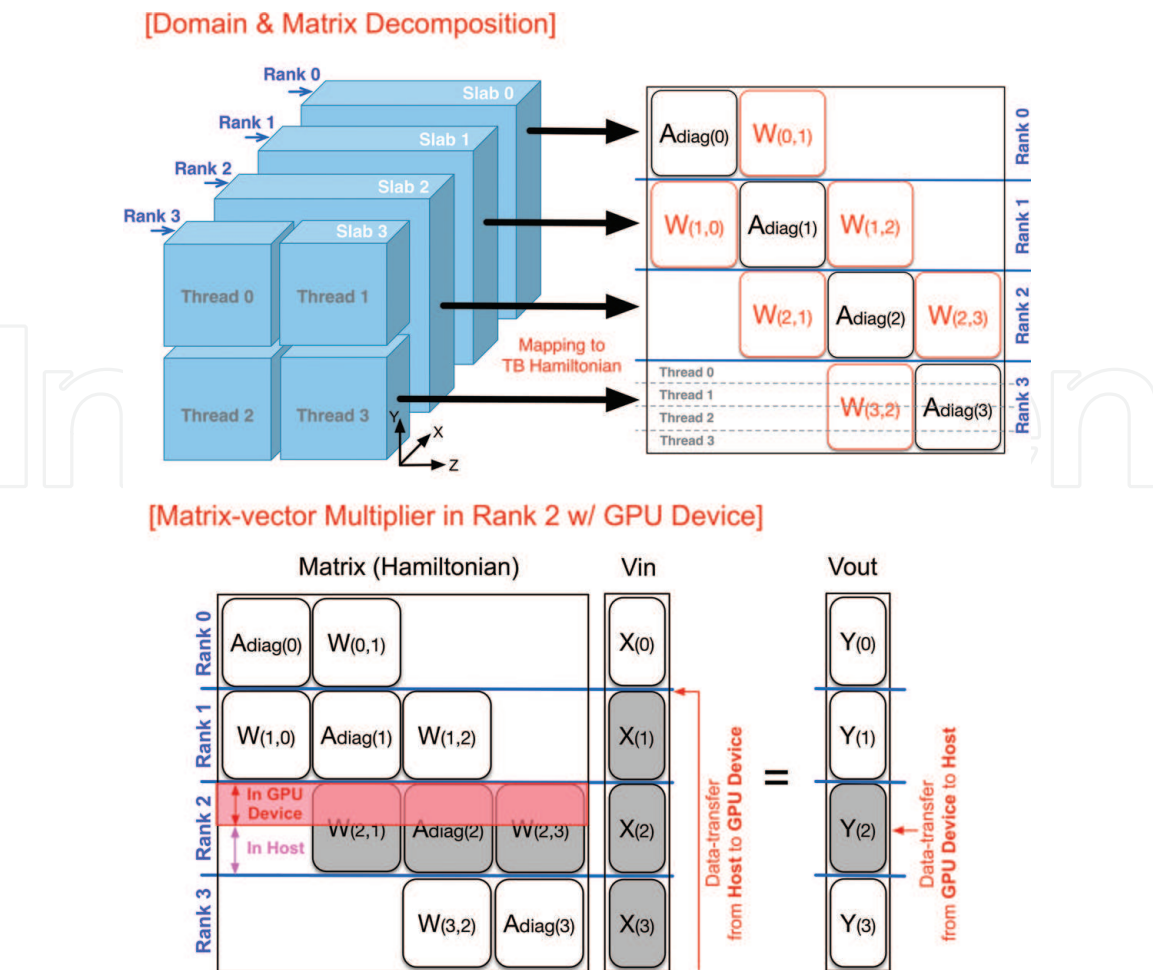 [Domain & Matrix Decomposition]
Rank 0
Slab 0
Rank 1
Slab 1
Rank 2
Slab 2
Rank 3
Slab 3
Thread 0
Thread 1
Thread 2
Thread 3
Y
X
Z
Mapping to
TB Hamiltonian
Adiag(0) W(0,1)
Rank 0
W(1,0) Adiag(1) W(1,2)
Rank 1
W(2,1) Adiag(2) W(2,3)
Rank 2
Thread 0
Thread 1
Thread 2
Thread 3
W(3,2) Adiag(3)
Rank 3
[Matrix-vector Multiplier in Rank 2 w/ GPU Device]
Matrix (Hamiltonian) Vin Vout
Rank 0
Adiag(0) W(0,1) X(0) Y(0)
Rank 1
W(1,0) Adiag(1) W(1,2) X(1) = Y(1)
Rank 2
In GPU
Device
In Host
W(2,1) Adiag(2) W(2,3) X(2) Y(2)
Rank 3
W(3,2) Adiag(3) X(3) Y(3)
Data-transfer
from Host to GPU Device
Data-transfer
from GPU Device to Host